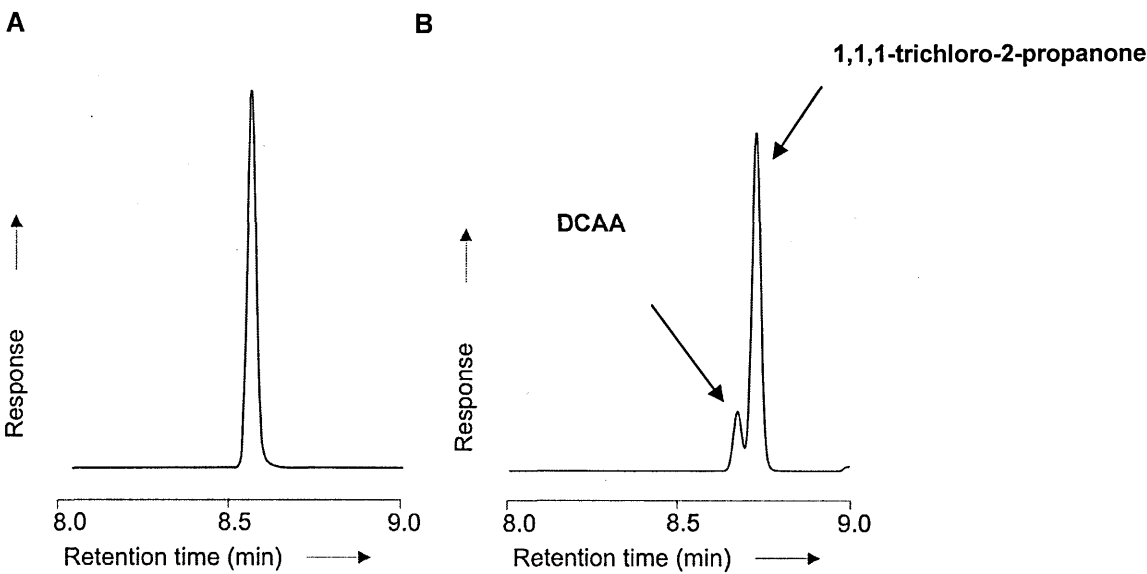 A
B
1,1,1-trichloro-2-propanone
DCAA
Response
Response
8.0 8.5 9.0
Retention time (min)
8.0 8.5 9.0
Retention time (min)